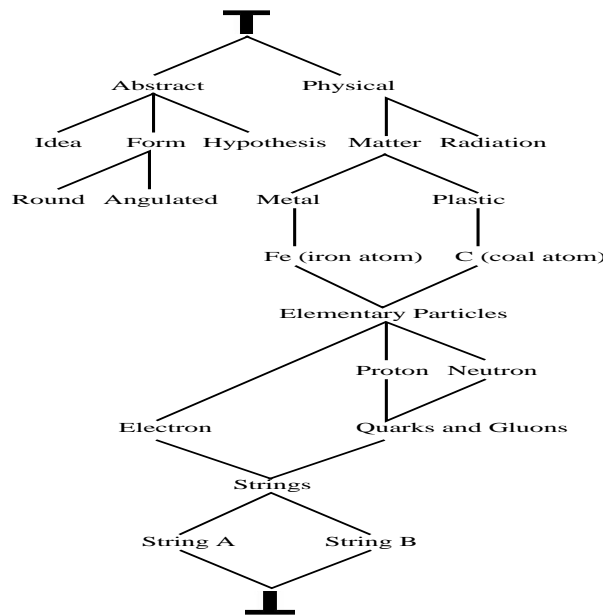 Abstract Physical
Idea Form Hypothesis Matter Radiation
Round Angulated Metal Plastic
Fe (iron atom) C (coal atom)
Elementary Particles
Proton Neutron
Electron Quarks and Gluons
Strings
String A String B